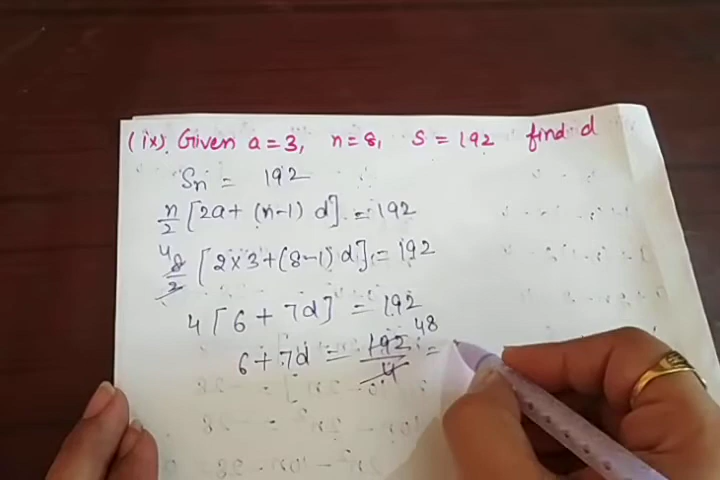 (ix). Given a = 3, n = 8, S = 192 find d
Sn = 192
n/2 [2a + (n-1) d] = 192
4 8/2 [2×3+(8-1) d] = 192
4 [6 + 7d] = 192
6 + 7d = 192/4 48 =